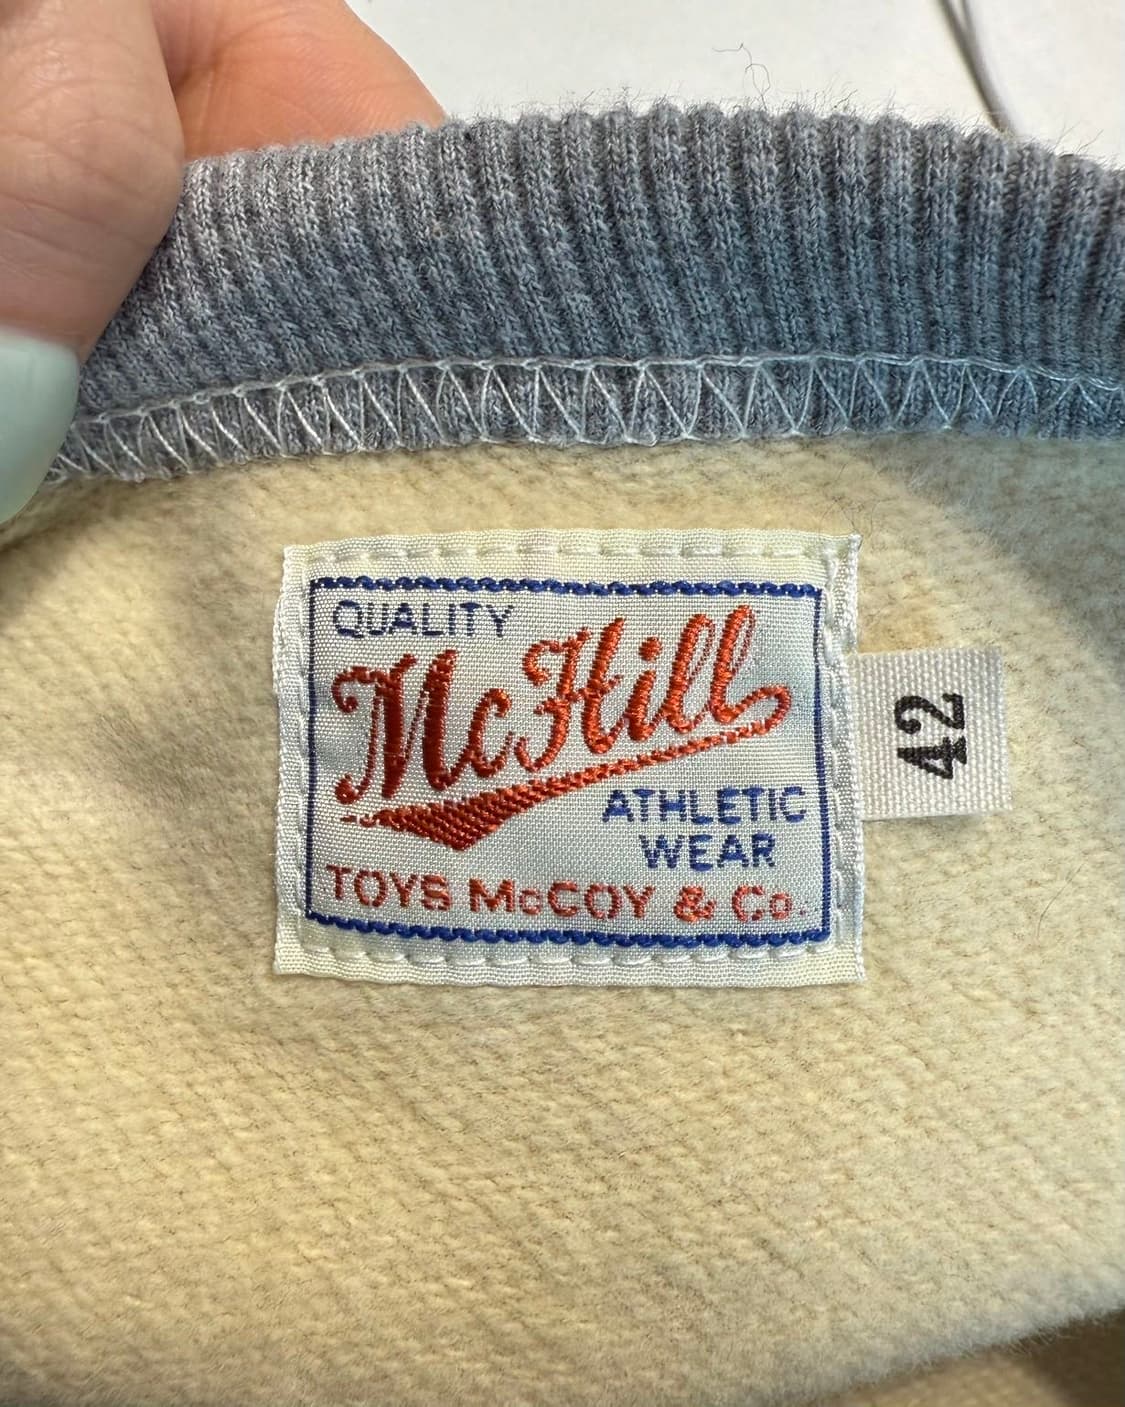 QUALITY
McHill
ATHLETIC
WEAR
TOYS McCOY & Co.
42